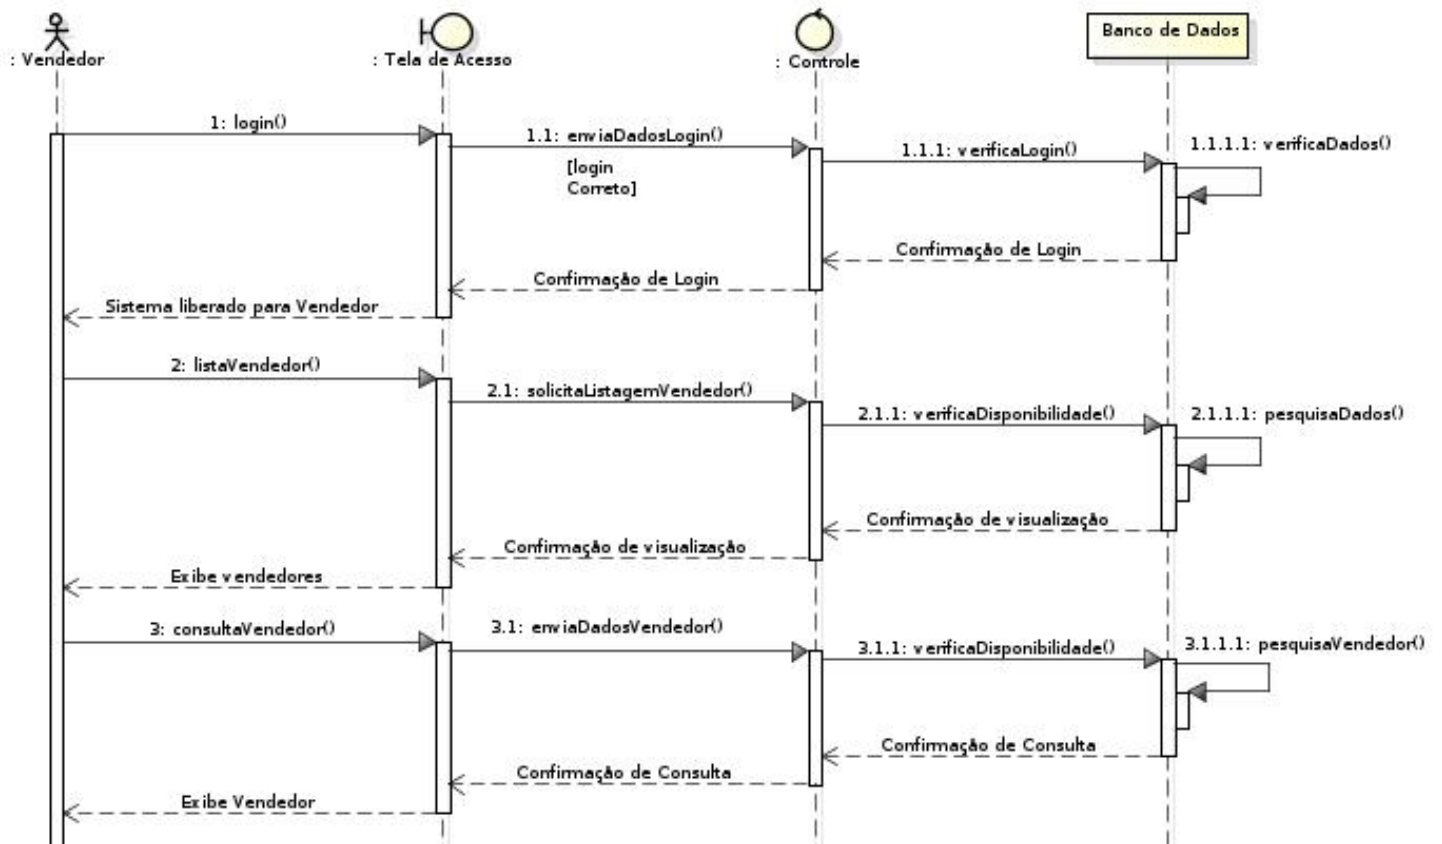 Banco de Dados
: Vendedor
: Tela de Acesso
: Controle
1: login()
1.1: enviaDadosLogin()
[login
Correto]
1.1.1: verificaLogin()
1.1.1.1: verificaDados()
Confirmação de Login
Confirmação de Login
Sistema liberado para Vendedor
2: listaVendedor()
2.1: solicitaListagemVendedor()
2.1.1: verificaDisponibilidade()
2.1.1.1: pesquisaDados()
Confirmação de visualização
Confirmação de visualização
Exibe vendedores
3: consultaVendedor()
3.1: enviaDadosVendedor()
3.1.1: verificaDisponibilidade()
3.1.1.1: pesquisaVendedor()
Confirmação de Consulta
Confirmação de Consulta
Exibe Vendedor